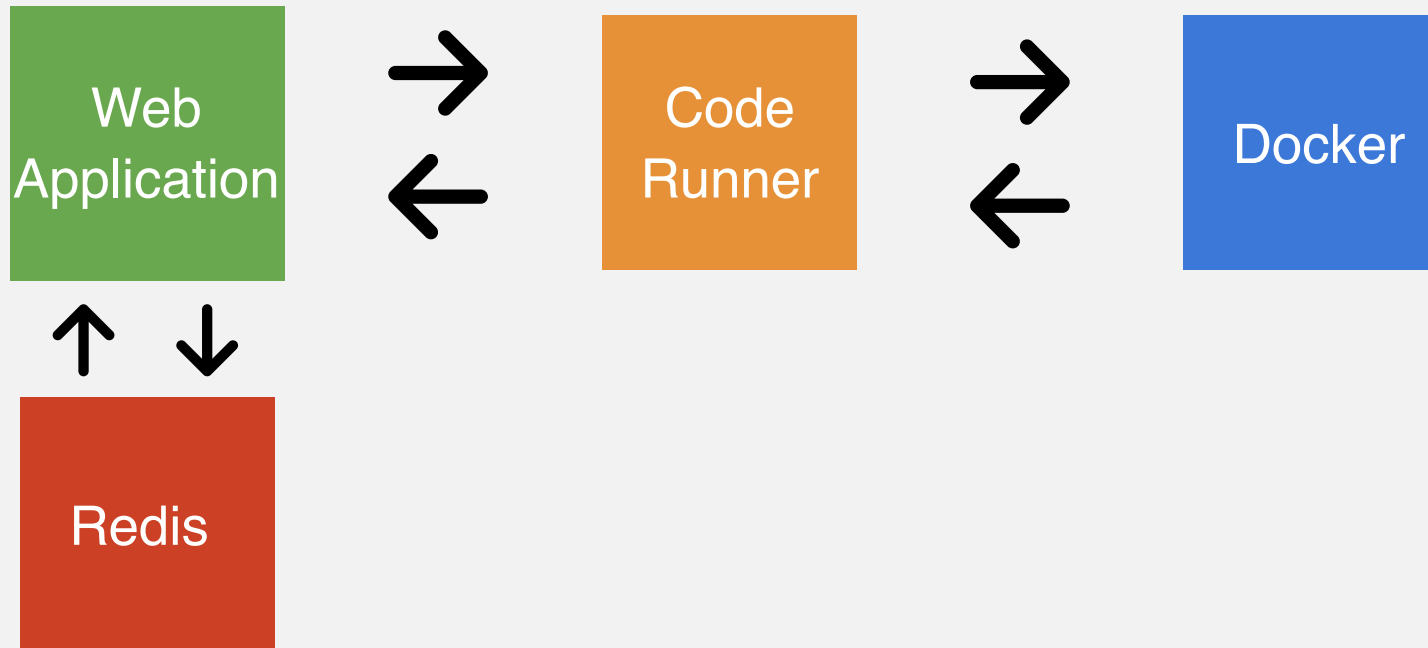 Web
Application
Code
Runner
Docker
Redis